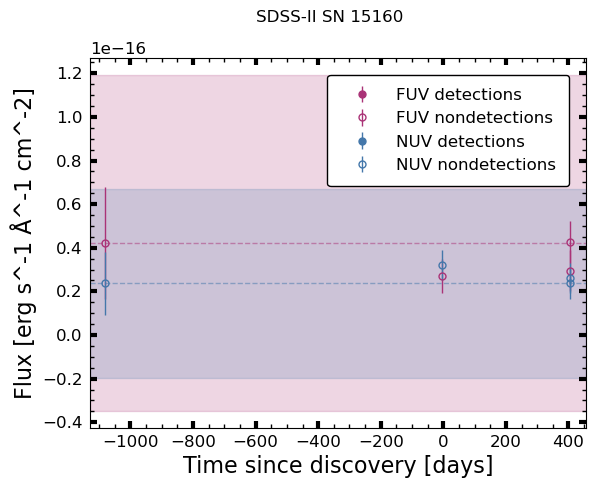 SDSS-II SN 15160
1e−16
FUV detections
FUV nondetections
NUV detections
NUV nondetections
1.2
1.0
0.8
0.6
0.4
0.2
0.0
−0.2
−0.4
Flux [erg s^-1 Å^-1 cm^-2]
−1000 −800 −600 −400 −200 0 200 400
Time since discovery [days]